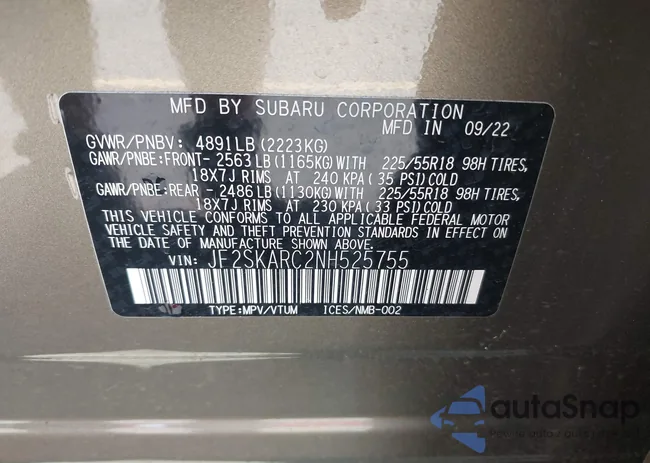 MFD BY SUBARU CORPORATION
MFD IN 09/22
GVWR/PNBV: 4891LB (2223KG)
GAWR/PNBE: FRONT- 2563LB (1165KG) WITH 225/55R18 98H TIRES,
18X7J RIMS AT 240 KPA (35 PSI) COLD
GAWR/PNBE: REAR - 2486LB (1130KG) WITH 225/55R18 98H TIRES,
18X7J RIMS AT 230 KPA (33 PSI) COLD
THIS VEHICLE CONFORMS TO ALL APPLICABLE FEDERAL MOTOR
VEHICLE SAFETY AND THEFT PREVENTION STANDARDS IN EFFECT
ON THE DATE OF MANUFACTURE SHOWN ABOVE.
VIN: JF2SKARC2NH525755
TYPE: MPV/VTUM ICES/NMB-002
autoSnap